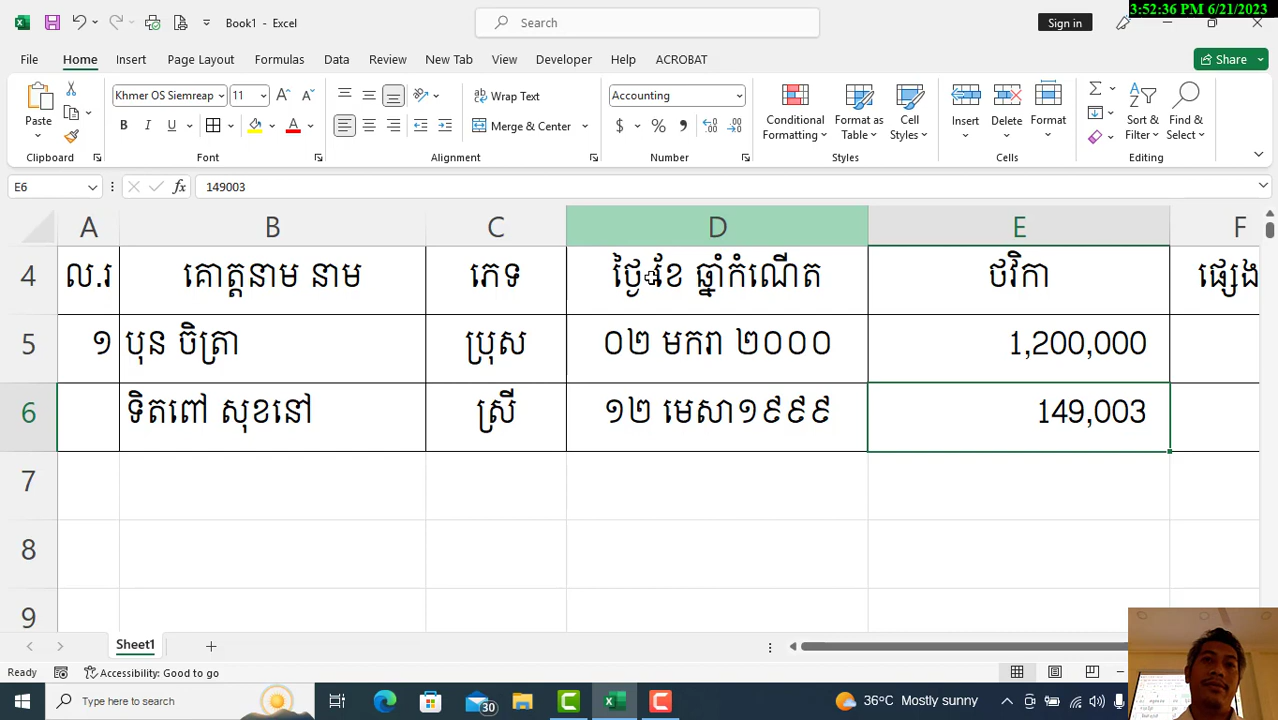 3:52:36 PM 6/21/2023
Book1 - Excel
Search
Sign in
File Home Insert Page Layout Formulas Data Review View New Tab Developer Help ACROBAT
Share
Paste
Khmer OS Siemreap 11
B I U
Wrap Text
Merge & Center
Accounting
$ %
Conditional Formatting
Format as Table
Cell Styles
Insert
Delete
Format
Sort & Filter
Find & Select
Clipboard Font Alignment Number Styles Cells Editing
E6 fx 149003
A B C D E F
4 ល.រ គោត្តនាម នាម ភេទ ថ្ងៃ ខែ ឆ្នាំកំណើត ថវិកា ផ្សេង
5 ១ បុន ចិត្រា ប្រុស ០២ មករា ២០០០ 1,200,000
6 ទិតពៅ សុខនៅ ស្រី ១២ មេសា១៩៩៩ 149,003
7
8
9
Sheet1
Ready Accessibility: Good to go
Type here to search
30
36°C Mostly sunny